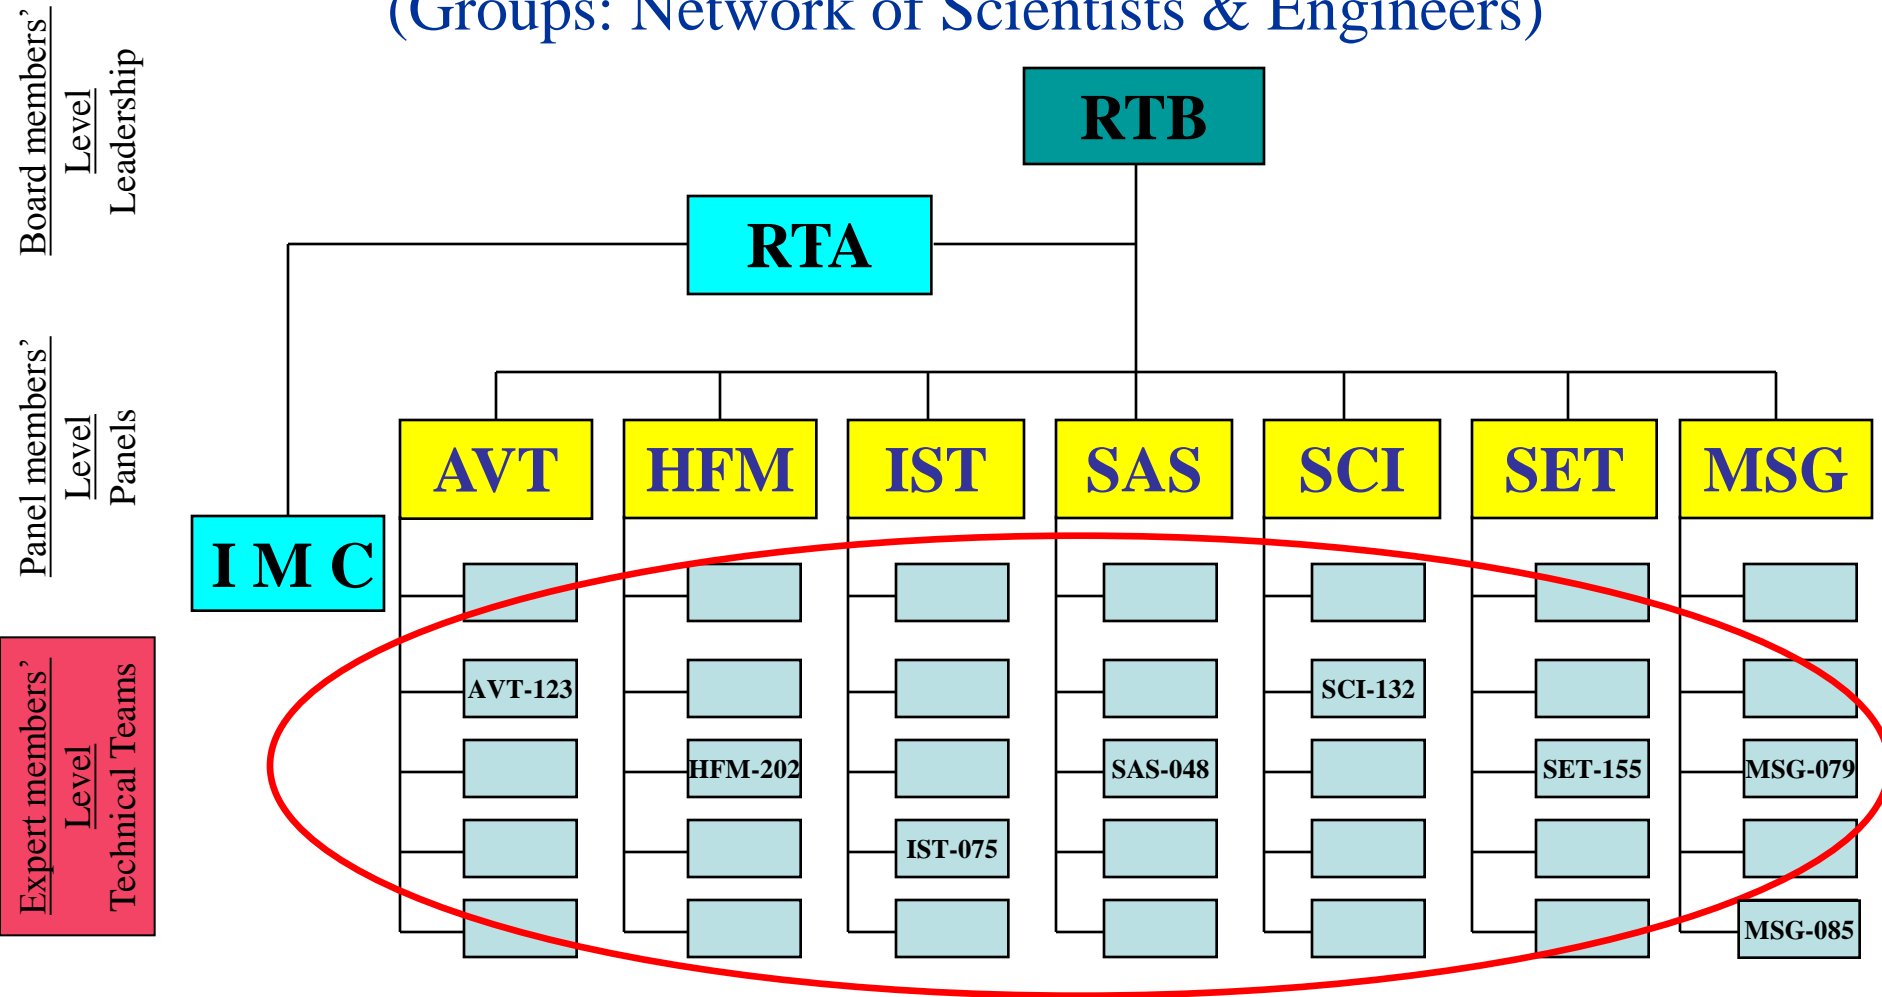 (Groups: Network of Scientists & Engineers)
Board members’
Level
Leadership
RTB
RTA
Panel members’
Level
Panels
AVT
HFM
IST
SAS
SCI
SET
MSG
I M C
Expert members’
Level
Technical Teams
AVT-123
SCI-132
HFM-202
SAS-048
SET-155
MSG-079
IST-075
MSG-085